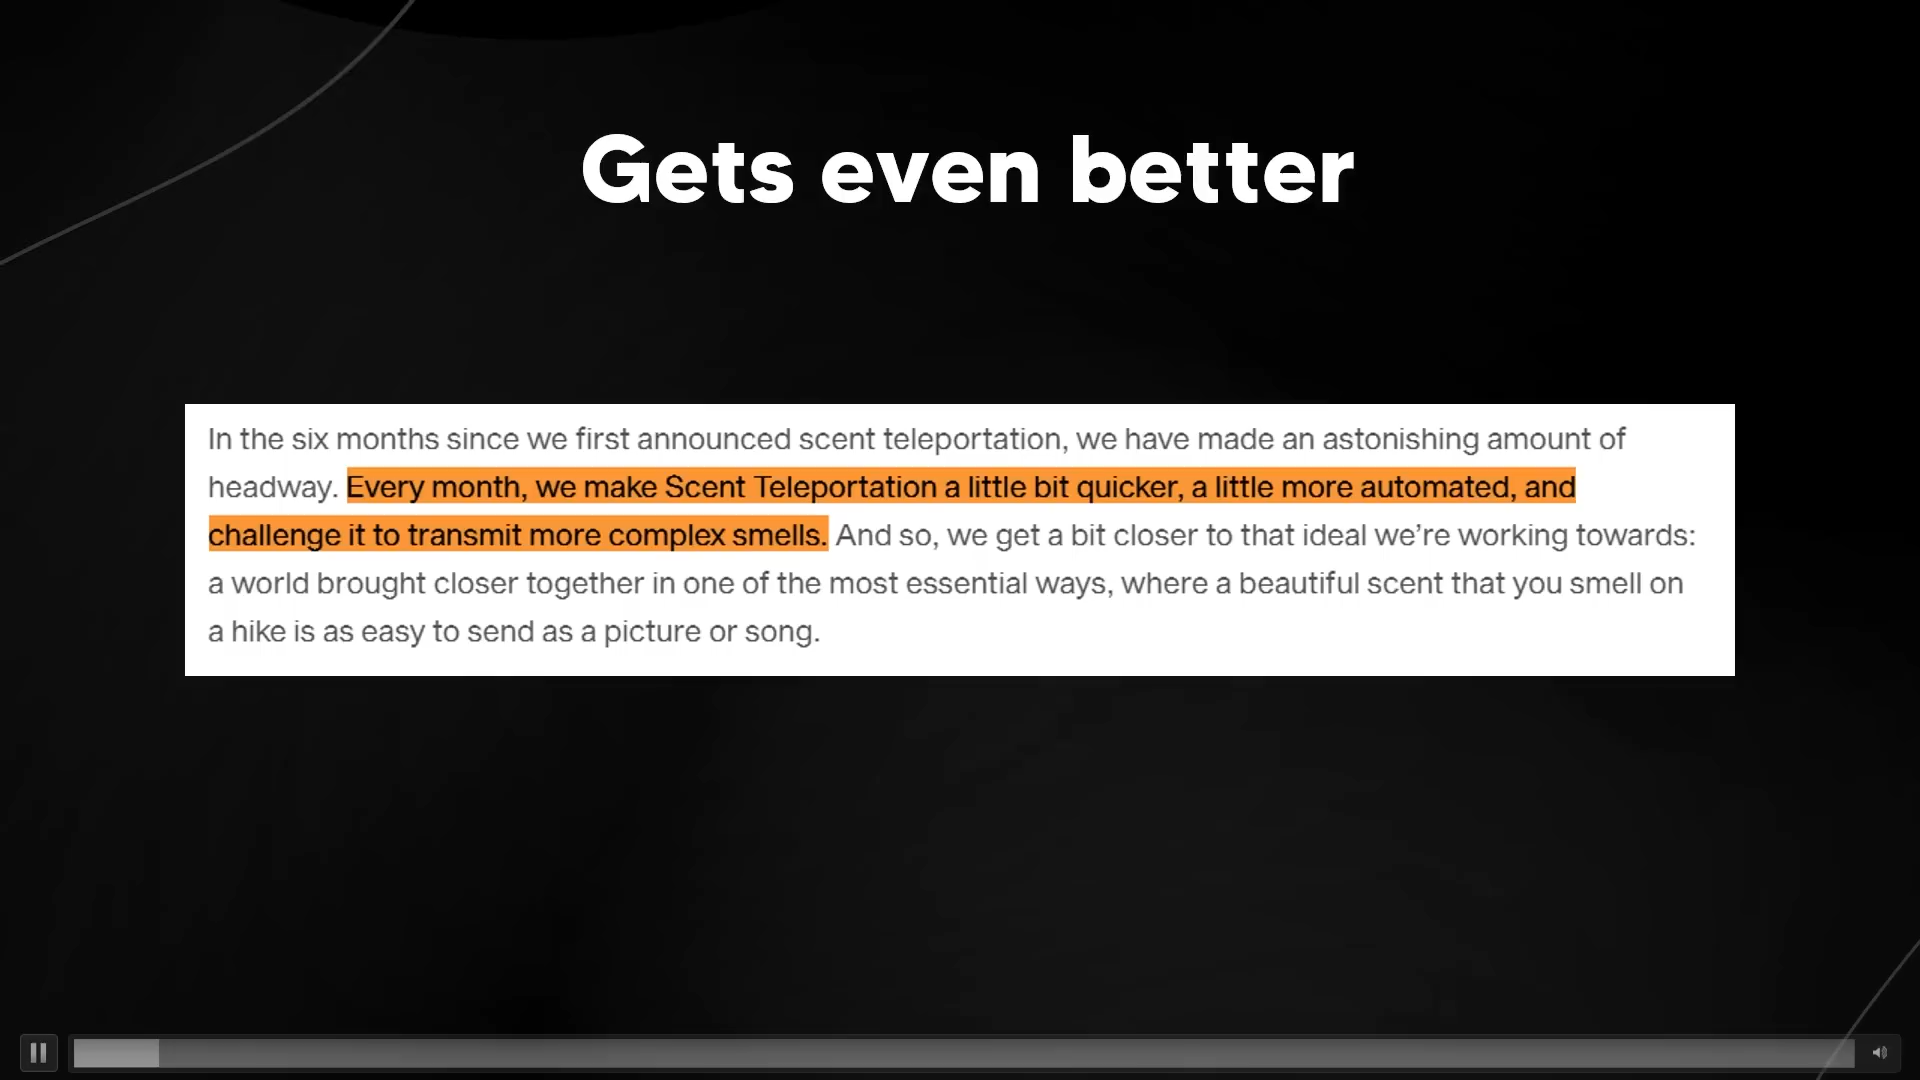 Gets even better
In the six months since we first announced scent teleportation, we have made an astonishing amount of
headway. Every month, we make Scent Teleportation a little bit quicker, a little more automated, and
challenge it to transmit more complex smells. And so, we get a bit closer to that ideal we’re working towards:
a world brought closer together in one of the most essential ways, where a beautiful scent that you smell on
a hike is as easy to send as a picture or song.